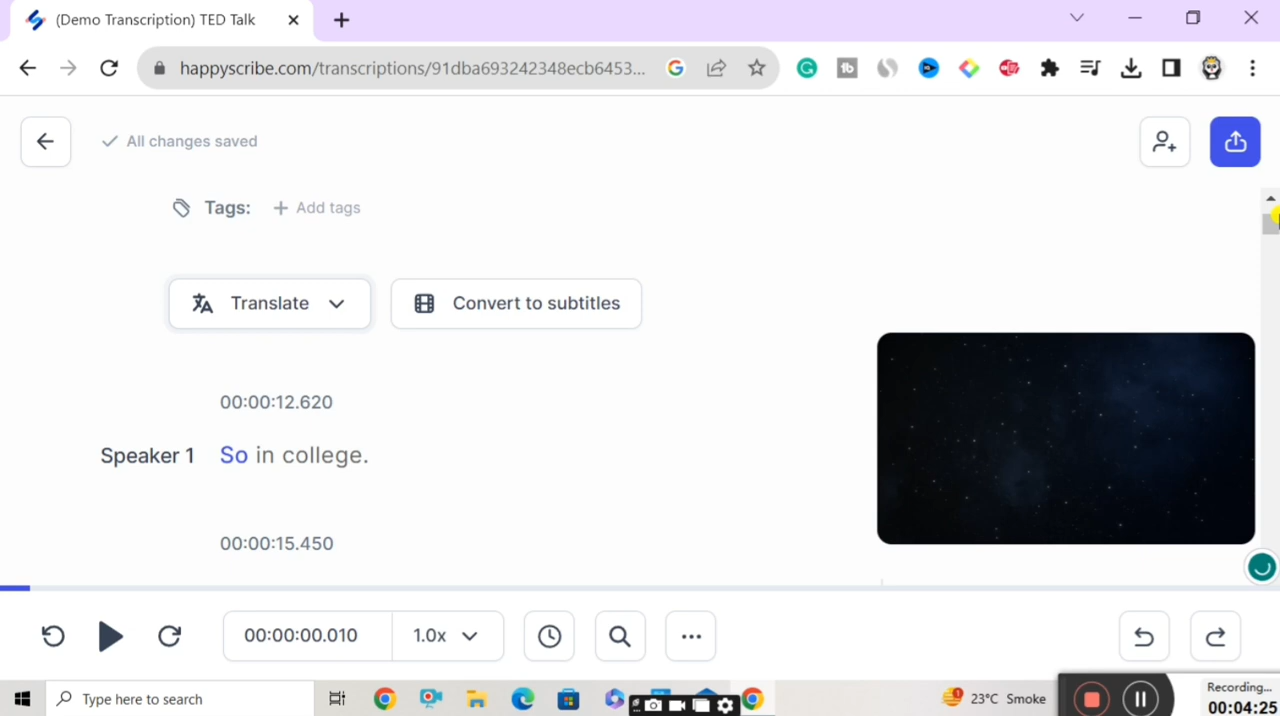 (Demo Transcription) TED Talk
happyscribe.com/transcriptions/91dba693242348ecb6453...
All changes saved
Tags: + Add tags
Translate
Convert to subtitles
00:00:12.620
Speaker 1 So in college.
00:00:15.450
00:00:00.010 1.0x
Type here to search
23°C Smoke
Recording...
00:04:25